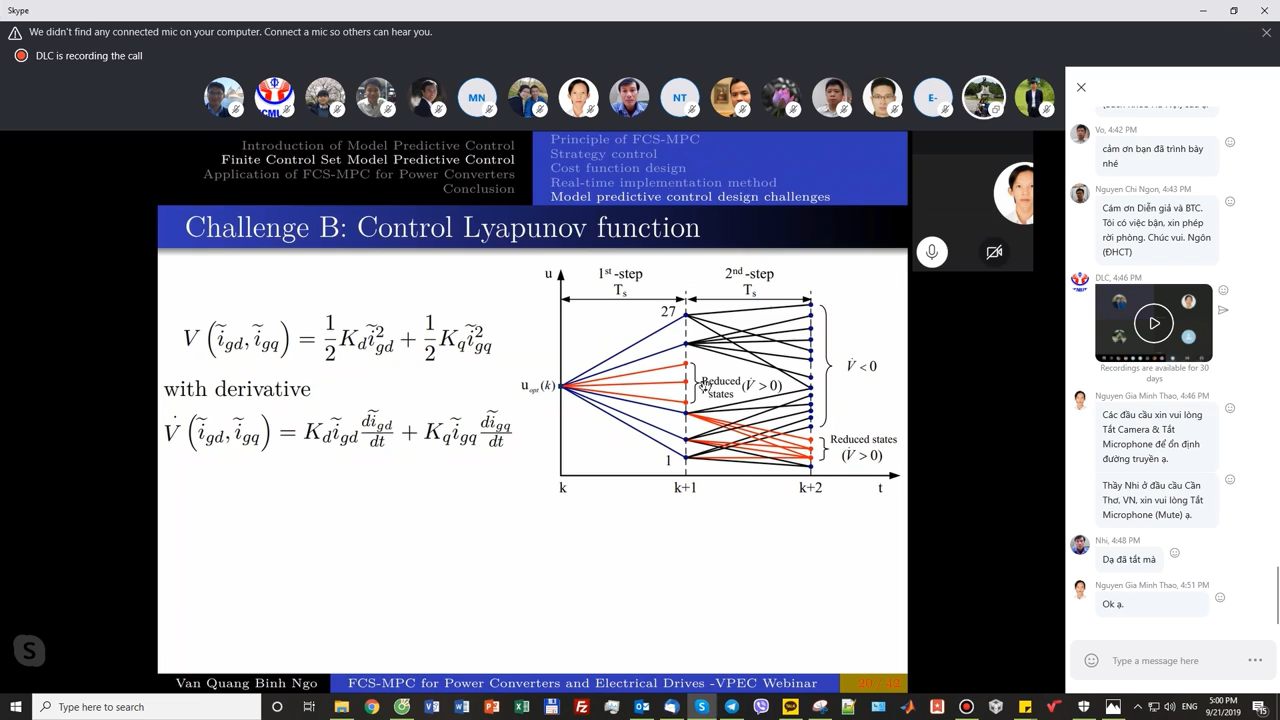 Skype
We didn't find any connected mic on your computer. Connect a mic so others can hear you.
DLC is recording the call
MN
NT
E-
Introduction of Model Predictive Control
Finite Control Set Model Predictive Control
Application of FCS-MPC for Power Converters
Conclusion
Principle of FCS-MPC
Strategy control
Cost function design
Real-time implementation method
Model predictive control design challenges
Challenge B: Control Lyapunov function
V (ĩgd, ĩgq) = 1/2 Kd ĩ²gd + 1/2 Kq ĩ²gq
with derivative
V̇ (ĩgd, ĩgq) = Kd ĩgd dĩgd/dt + Kq ĩgq dĩgq/dt
u
1st-step
Ts
2nd-step
Ts
27
uopt(k)
Reduced
states
(V̇ > 0)
V̇ < 0
Reduced states
(V̇ > 0)
1
k
k+1
k+2
t
Van Quang Binh Ngo
FCS-MPC for Power Converters and Electrical Drives -VPEC Webinar
20 / 42
Vo, 4:42 PM
cảm ơn bạn đã trình bày
nhé
Nguyen Chi Ngon, 4:43 PM
Cám ơn Diễn giả và BTC.
Tôi có việc bận, xin phép
rời phòng. Chúc vui. Ngôn
(ĐHCT)
DLC, 4:46 PM
Recordings are available for 30
days
Nguyen Gia Minh Thao, 4:46 PM
Các đầu cầu xin vui lòng
Tắt Camera & Tắt
Microphone để ổn định
đường truyền ạ.
Thầy Nhi ở đầu cầu Cần
Thơ, VN, xin vui lòng Tắt
Microphone (Mute) ạ.
Nhi, 4:48 PM
Dạ đã tắt mà
Nguyen Gia Minh Thao, 4:51 PM
Ok ạ.
Type a message here
Type here to search
5:00 PM
9/21/2019